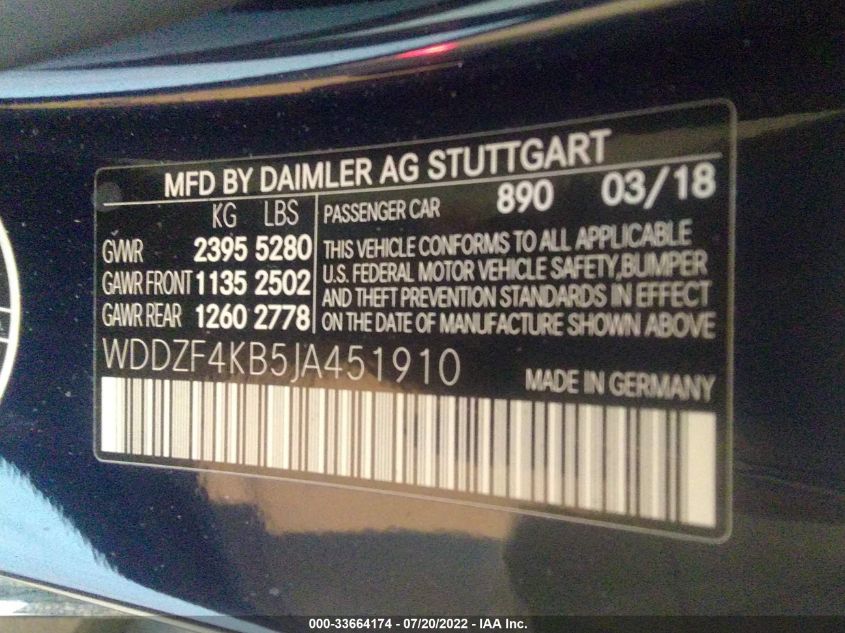 MFD BY DAIMLER AG STUTTGART
KG LBS
GVWR 2395 5280
GAWR FRONT 1135 2502
GAWR REAR 1260 2778
PASSENGER CAR 890 03/18
THIS VEHICLE CONFORMS TO ALL APPLICABLE
U.S. FEDERAL MOTOR VEHICLE SAFETY,BUMPER
AND THEFT PREVENTION STANDARDS IN EFFECT
ON THE DATE OF MANUFACTURE SHOWN ABOVE
WDDZF4KB5JA451910
MADE IN GERMANY
000-33664174 - 07/20/2022 - IAA Inc.